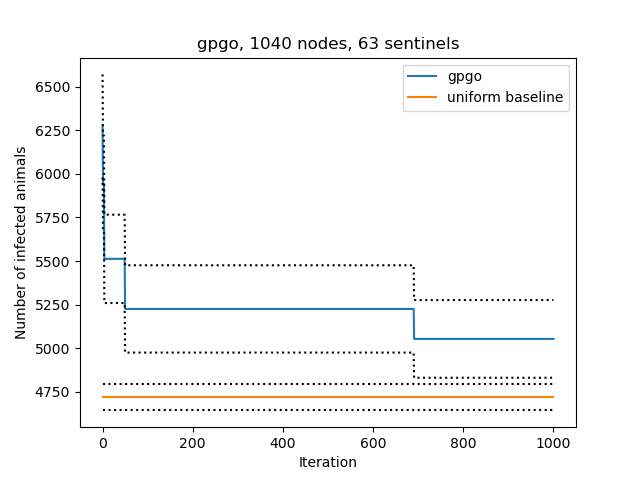 gpgo, 1040 nodes, 63 sentinels
gpgo
uniform baseline
Number of infected animals
6500
6250
6000
5750
5500
5250
5000
4750
0 200 400 600 800 1000
Iteration